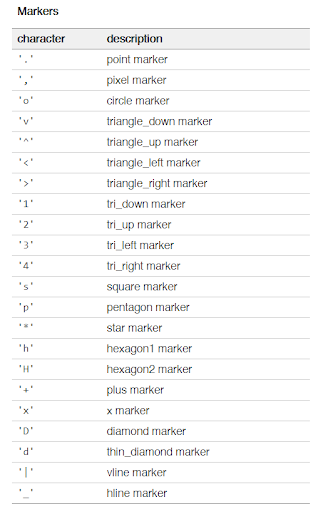 Markers
character description
'.' point marker
',' pixel marker
'o' circle marker
'v' triangle_down marker
'^' triangle_up marker
'<' triangle_left marker
'>' triangle_right marker
'1' tri_down marker
'2' tri_up marker
'3' tri_left marker
'4' tri_right marker
's' square marker
'p' pentagon marker
'*' star marker
'h' hexagon1 marker
'H' hexagon2 marker
'+' plus marker
'x' x marker
'D' diamond marker
'd' thin_diamond marker
'|' vline marker
'_' hline marker